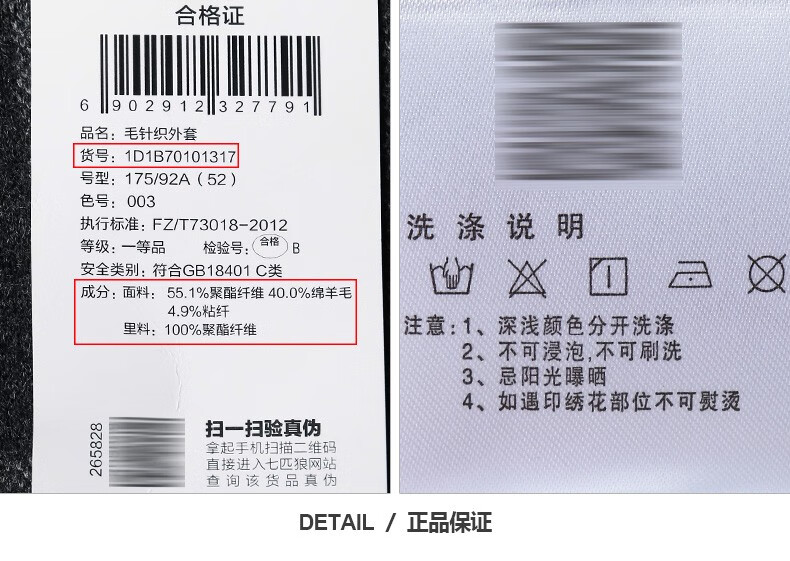 合格证
6 902912 327791
品名：毛针织外套
货号：1D1B70101317
号型：175/92A（52）
色号：003
执行标准：FZ/T73018-2012
等级：一等品 检验号：合格 B
安全类别：符合GB18401 C类
成分：面料：55.1%聚酯纤维 40.0%绵羊毛
4.9%粘纤
里料：100%聚酯纤维
265828
扫一扫验真伪
拿起手机扫描二维码
直接进入七匹狼网站
查询该货品真伪
洗涤说明
注意：1、深浅颜色分开洗涤
2、不可浸泡,不可刷洗
3、忌阳光曝晒
4、如遇印绣花部位不可熨烫
DETAIL / 正品保证